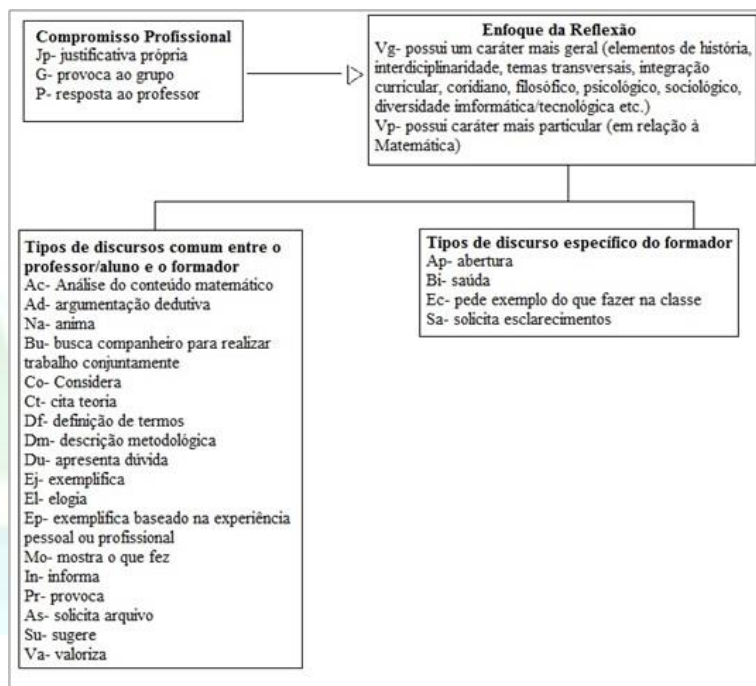 Compromisso Profissional
Jp- justificativa própria
G- provoca ao grupo
P- resposta ao professor
Enfoque da Reflexão
Vg- possui um caráter mais geral (elementos de história,
interdiciplinaridade, temas transversais, integração
curricular, coridiano, filosófico, psicológico, sociológico,
diversidade imformática/tecnológica etc.)
Vp- possui caráter mais particular (em relação à
Matemática)
Tipos de discursos comum entre o
professor/aluno e o formador
Ac- Análise do conteúdo matemático
Ad- argumentação dedutiva
Na- anima
Bu- busca companheiro para realizar
trabalho conjuntamente
Co- Considera
Ct- cita teoria
Df- definição de termos
Dm- descrição metodológica
Du- apresenta dúvida
Ej- exemplifica
El- elogia
Ep- exemplifica baseado na experiência
pessoal ou profissional
Mo- mostra o que fez
In- informa
Pr- provoca
As- solicita arquivo
Su- sugere
Va- valoriza
Tipos de discurso específico do formador
Ap- abertura
Bi- saúda
Ec- pede exemplo do que fazer na classe
Sa- solicita esclarecimentos